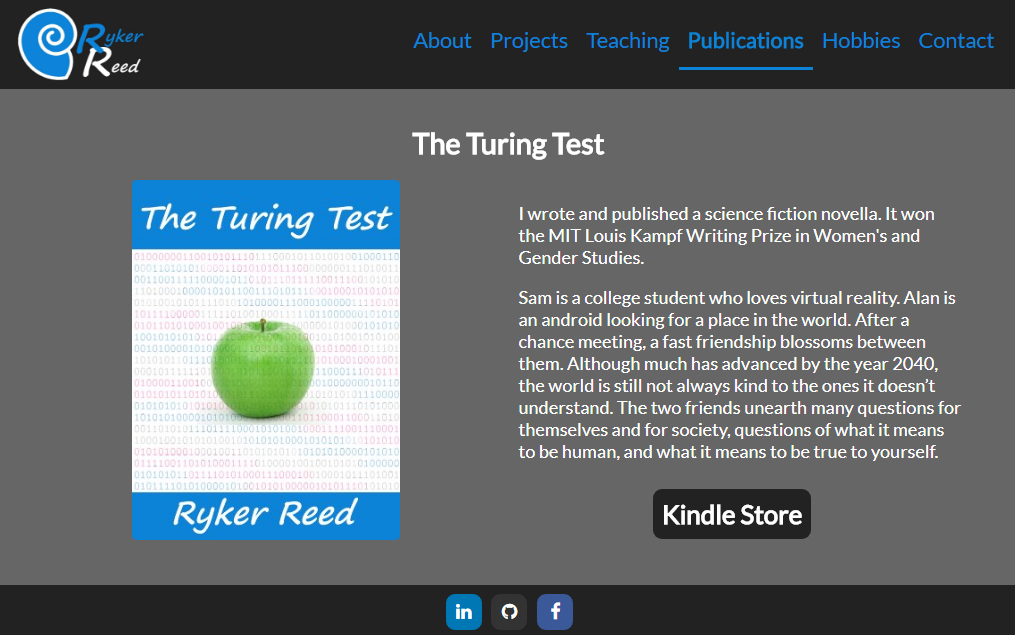 Ryker
Reed
About Projects Teaching Publications Hobbies Contact
The Turing Test
The Turing Test
Ryker Reed
I wrote and published a science fiction novella. It won
the MIT Louis Kampf Writing Prize in Women's and
Gender Studies.
Sam is a college student who loves virtual reality. Alan is
an android looking for a place in the world. After a
chance meeting, a fast friendship blossoms between
them. Although much has advanced by the year 2040,
the world is still not always kind to the ones it doesn’t
understand. The two friends unearth many questions for
themselves and for society, questions of what it means
to be human, and what it means to be true to yourself.
Kindle Store
in
f